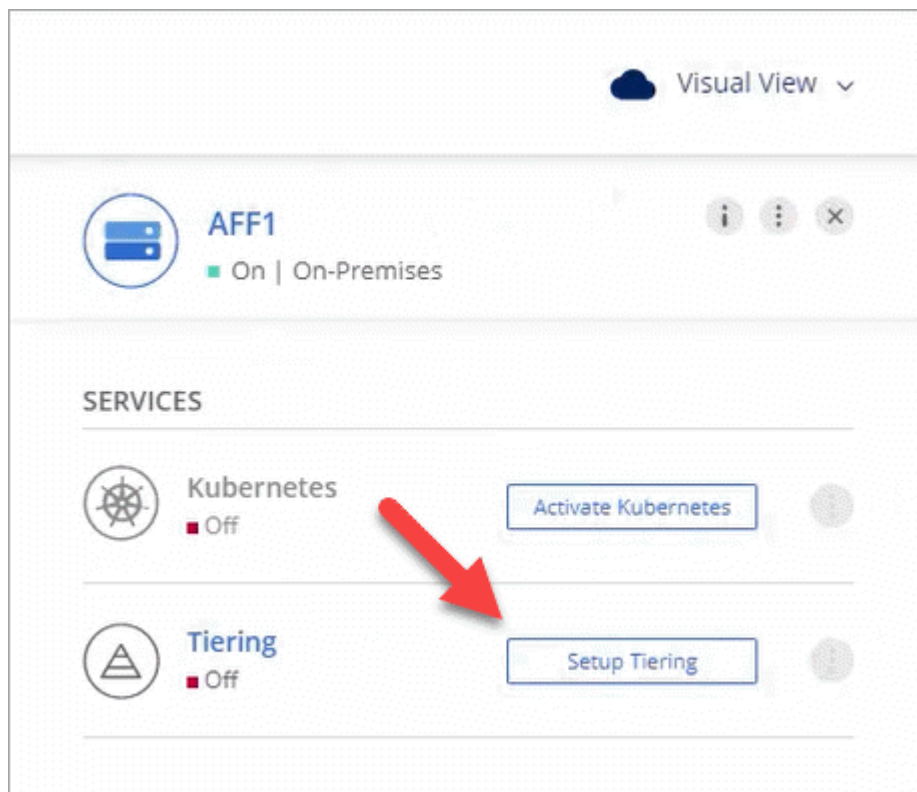 Visual View
AFF1
On | On-Premises
SERVICES
Kubernetes
Off
Activate Kubernetes
Tiering
Off
Setup Tiering